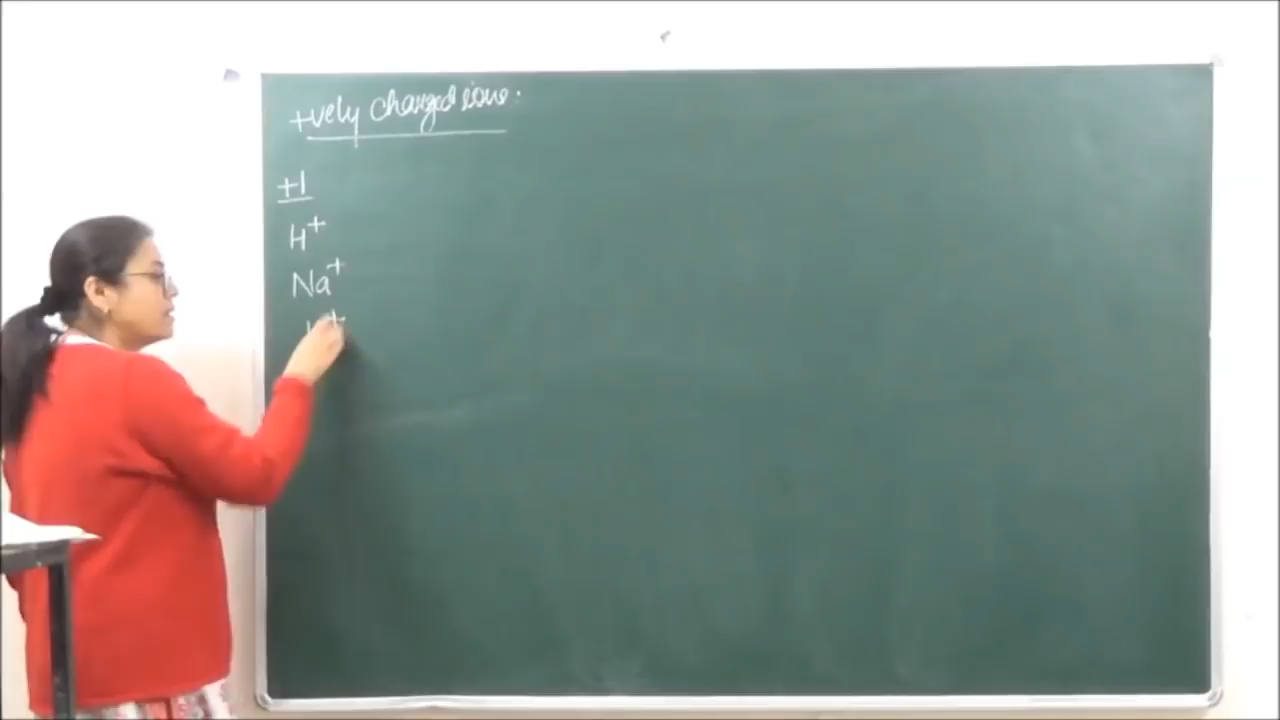 +vely charged ions.
+1
H⁺
Na⁺